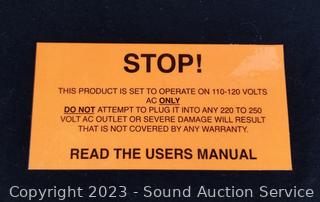 STOP!
THIS PRODUCT IS SET TO OPERATE ON 110-120 VOLTS
AC ONLY
DO NOT ATTEMPT TO PLUG IT INTO ANY 220 TO 250
VOLT AC OUTLET OR SEVERE DAMAGE WILL RESULT
THAT IS NOT COVERED BY ANY WARRANTY.
READ THE USERS MANUAL
Copyright 2023 - Sound Auction Service